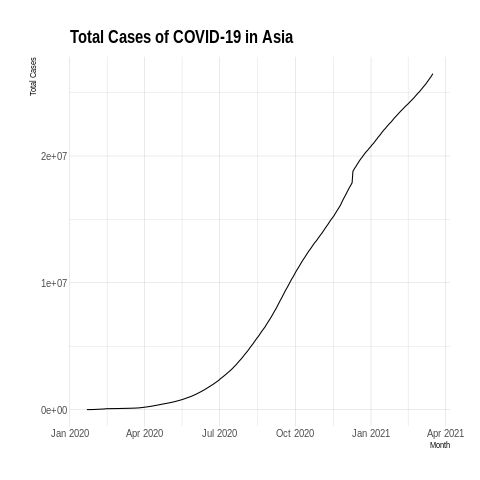 Total Cases of COVID-19 in Asia
Total Cases
2e+07
1e+07
0e+00
Jan 2020 Apr 2020 Jul 2020 Oct 2020 Jan 2021 Apr 2021
Month